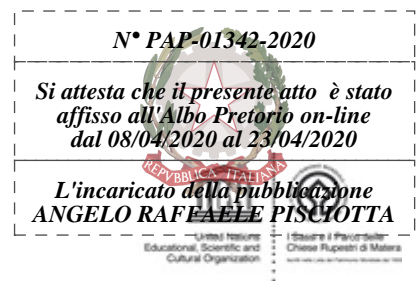 N° PAP-01342-2020
Si attesta che il presente atto è stato
affisso all'Albo Pretorio on-line
dal 08/04/2020 al 23/04/2020
REPVBBLICA ITALIANA
L'incaricato della pubblicazione
ANGELO RAFFAELE PISCIOTTA
United Nations
Educational, Scientific and
Cultural Organization
I Sassi e il Parco delle
Chiese Rupestri di Matera